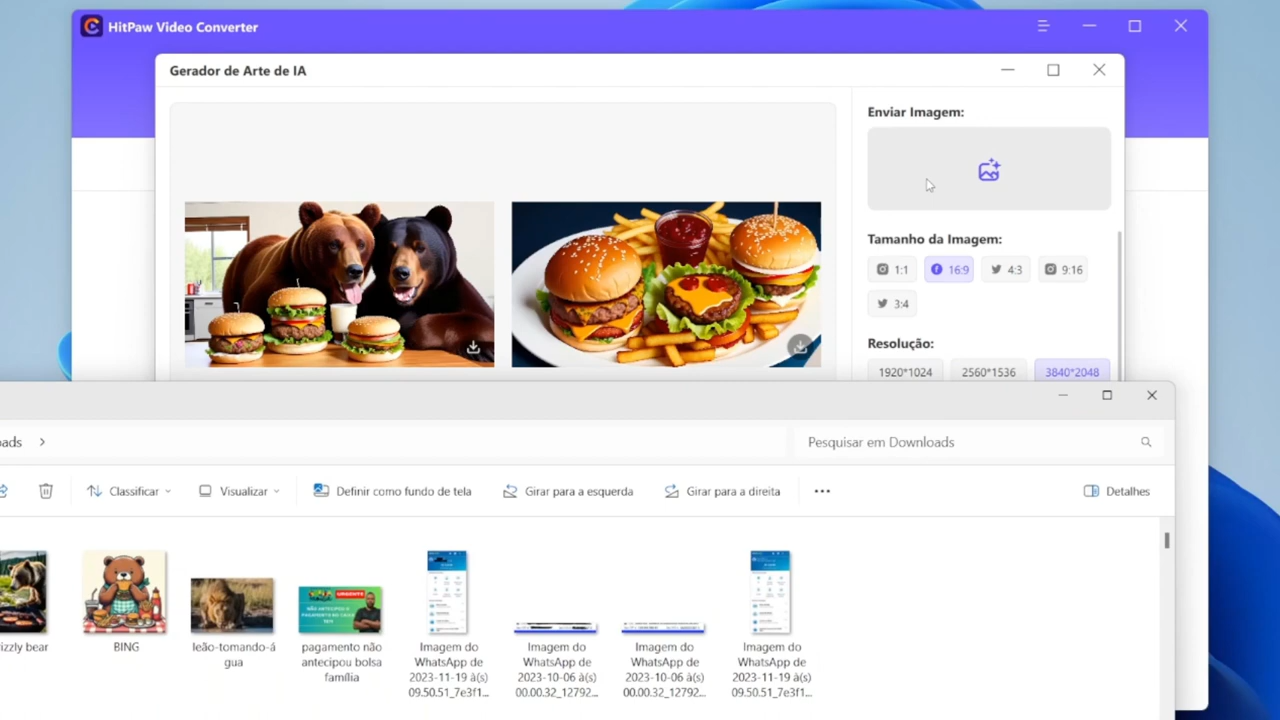 HitPaw Video Converter
Gerador de Arte de IA
Enviar Imagem:
Tamanho da Imagem:
1:1
16:9
4:3
9:16
3:4
Resolução:
1920*1024
2560*1536
3840*2048
oads
Pesquisar em Downloads
Classificar
Visualizar
Definir como fundo de tela
Girar para a esquerda
Girar para a direita
Detalhes
izzly bear
BING
leão-tomando-á
gua
pagamento não
antecipou bolsa
família
Imagem do
WhatsApp de
2023-11-19 à(s)
09.50.51_7e3f1...
Imagem do
WhatsApp de
2023-10-06 à(s)
00.00.32_12792...
Imagem do
WhatsApp de
2023-10-06 à(s)
00.00.32_12792...
Imagem do
WhatsApp de
2023-11-19 à(s)
09.50.51_7e3f1...